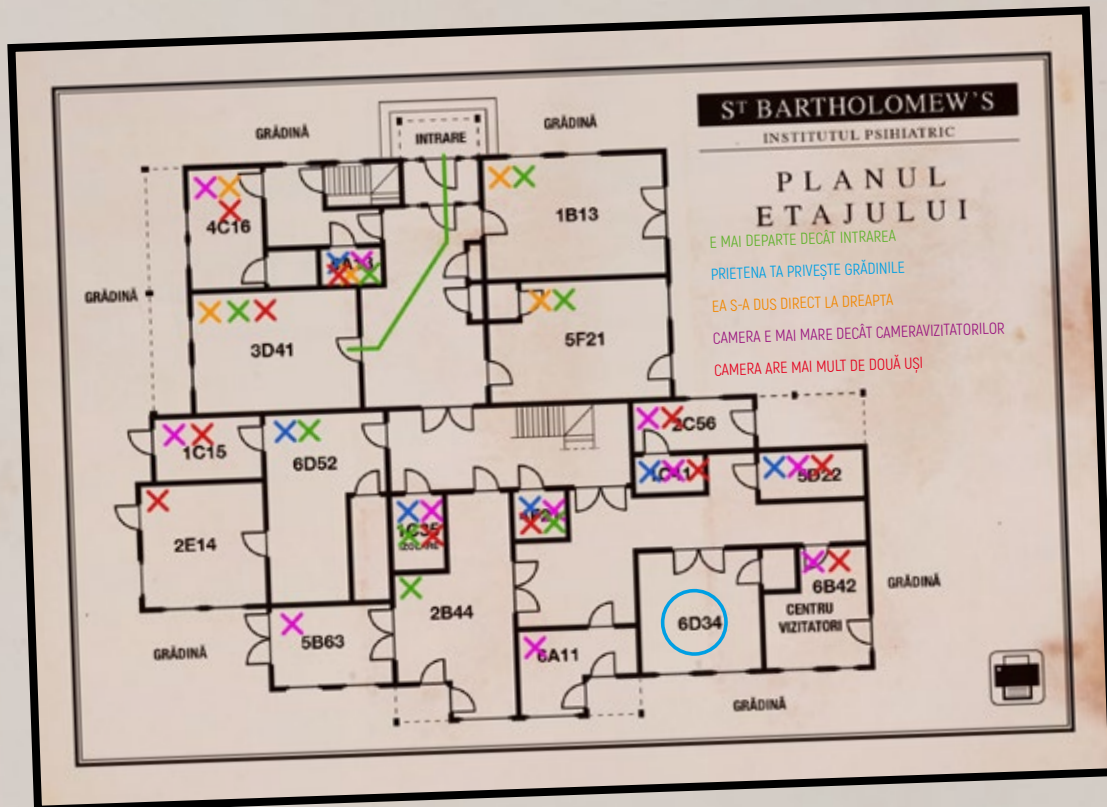 ST BARTHOLOMEW'S
INSTITUTUL PSIHIATRIC
PLANUL
ETAJULUI
E MAI DEPARTE DECÂT INTRAREA
PRIETENA TA PRIVEȘTE GRĂDINILE
EA S-A DUS DIRECT LA DREAPTA
CAMERA E MAI MARE DECÂT CAMERAVIZITATORILOR
CAMERA ARE MAI MULT DE DOUĂ UȘI
GRĂDINĂ
INTRARE
GRĂDINĂ
4C16
1B13
GRĂDINĂ
3D41
5F21
1C15
6D52
2C56
5D22
2E14
2B44
6B42
GRĂDINĂ
CENTRU
VIZITATORI
6D34
5B63
6A11
GRĂDINĂ
GRĂDINĂ